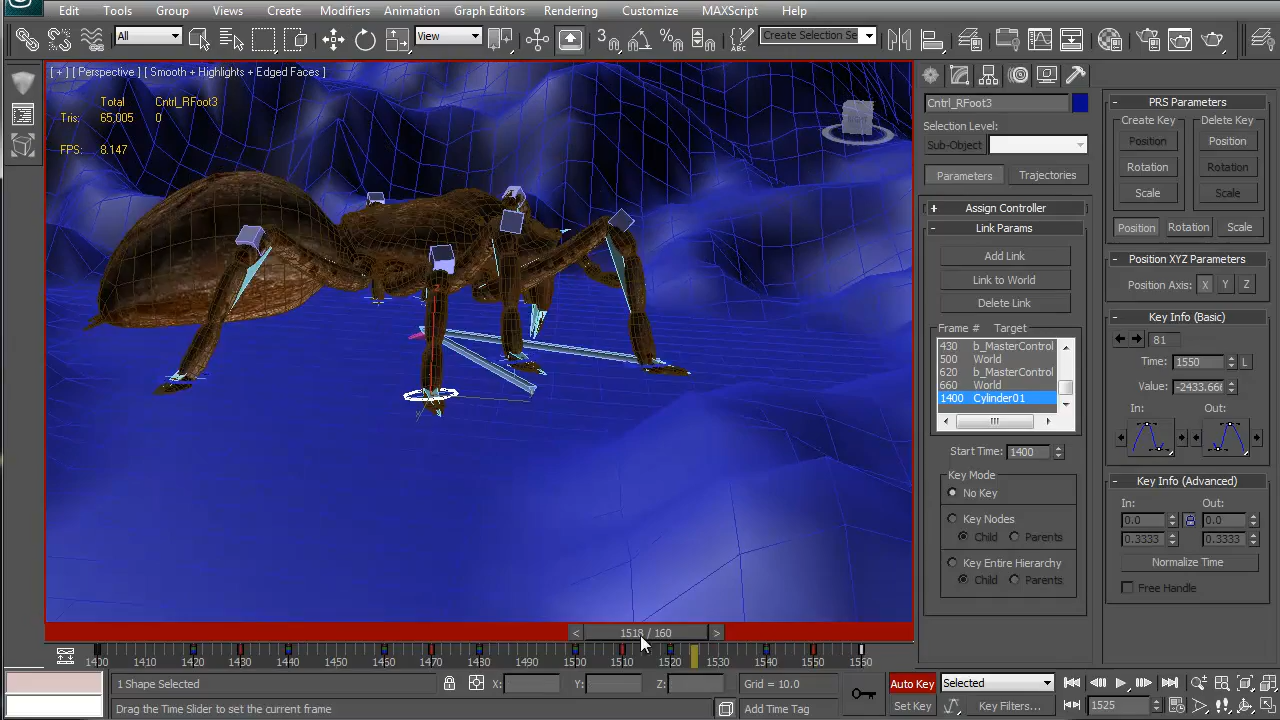 Edit Tools Group Views Create Modifiers Animation Graph Editors Rendering Customize MAXScript Help
All View Create Selection Se
[ + ] [ Perspective ] [ Smooth + Highlights + Edged Faces ]
Total Cntrl_RFoot3
Tris: 65,005 0
FPS: 8.147
Cntrl_RFoot3
Selection Level:
Sub-Object
Parameters Trajectories
+ Assign Controller
- Link Params
Add Link
Link to World
Delete Link
Frame # Target
430 b_MasterControl
500 World
620 b_MasterControl
660 World
1400 Cylinder01
Start Time: 1400
Key Mode
No Key
Key Nodes
Child Parents
Key Entire Hierarchy
Child Parents
- PRS Parameters
Create Key Delete Key
Position Position
Rotation Rotation
Scale Scale
Position Rotation Scale
- Position XYZ Parameters
Position Axis: X Y Z
- Key Info (Basic)
81
Time: 1550 L
Value: -2433.66
In: Out:
- Key Info (Advanced)
In: Out:
0.0 0.0
0.3333 0.3333
Normalize Time
Free Handle
< 1518 / 160 >
1400 1410 1420 1430 1440 1450 1460 1470 1480 1490 1500 1510 1520 1530 1540 1550 1560
1 Shape Selected X: Y: Z: Grid = 10.0 Auto Key Selected
Drag the Time Slider to set the current frame Add Time Tag Set Key Key Filters... 1525